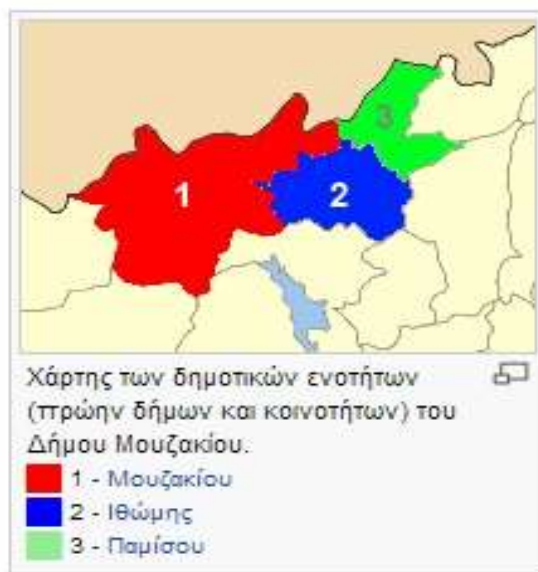 1
2
3
Χάρτης των δημοτικών ενοτήτων
(πρώην δήμων και κοινοτήτων) του
Δήμου Μουζακίου.
1 - Μουζακίου
2 - Ιθώμης
3 - Παμίσου